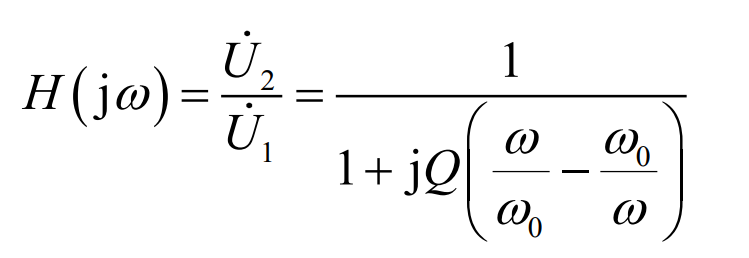 H(jω) = U̇₂/U̇₁ = 1/(1 + jQ(ω/ω₀ − ω₀/ω))